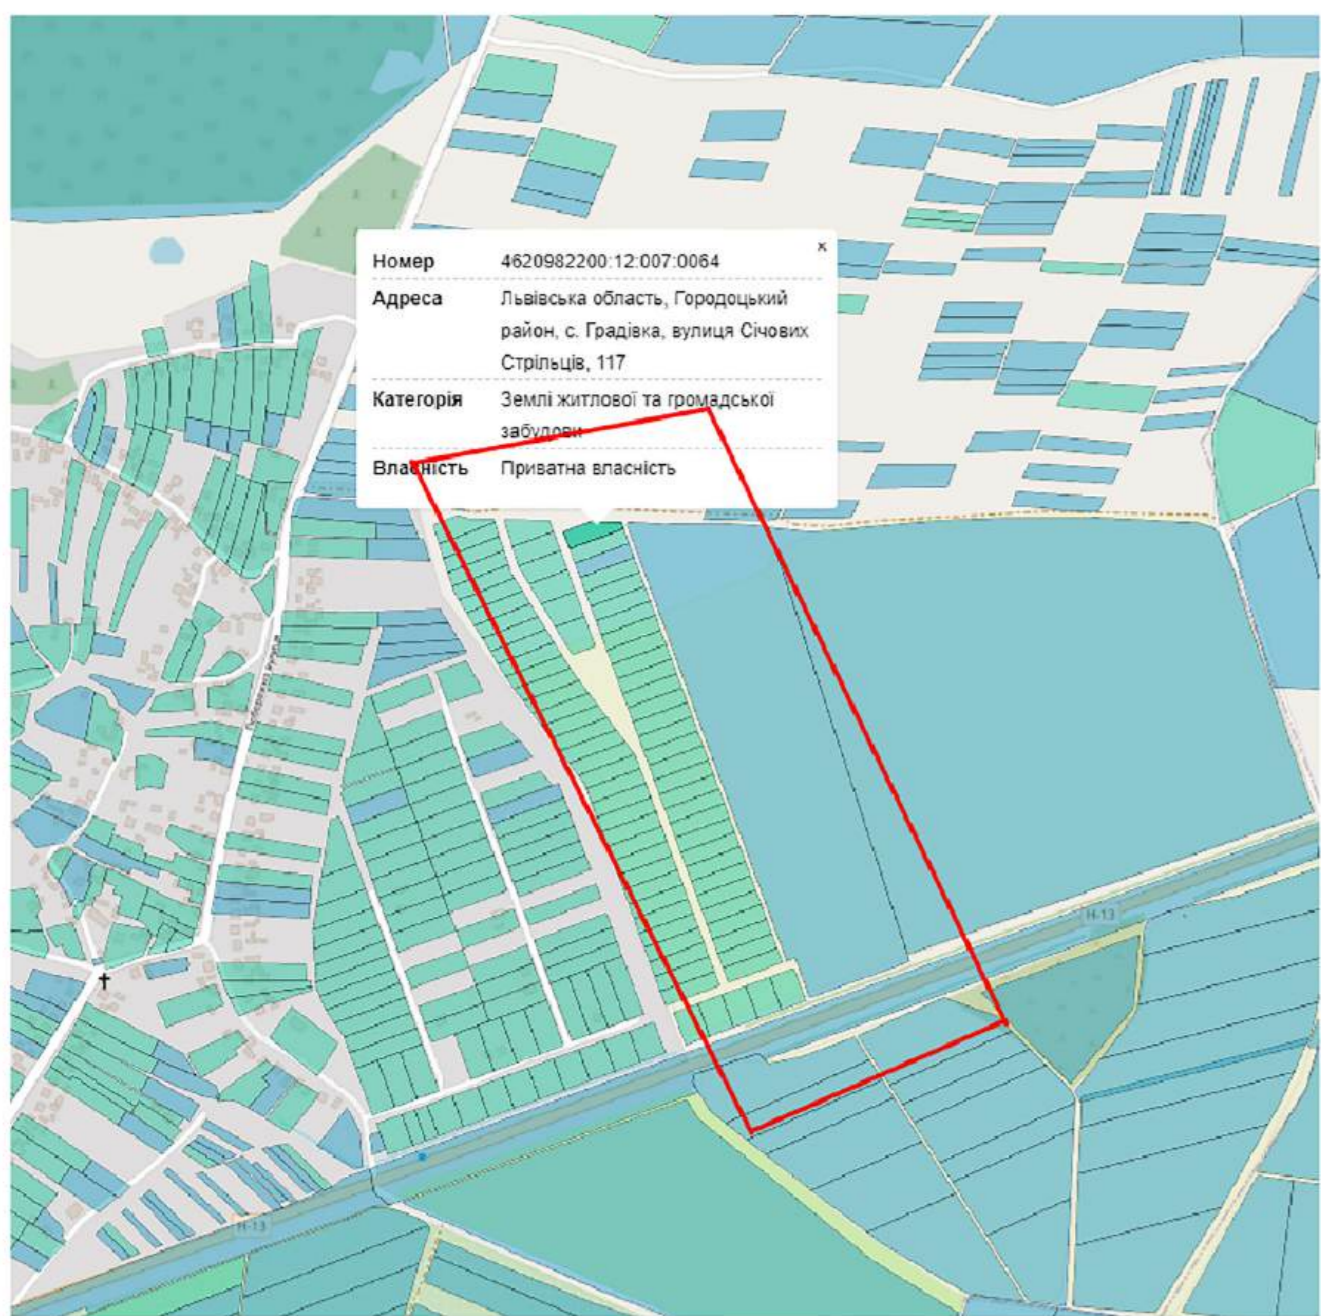 ×
Номер 4620982200:12:007:0064
Адреса Львівська область, Городоцький
район, с. Градівка, вулиця Січових
Стрільців, 117
Категорія Землі житлової та громадської
забудови
Власність Приватна власність
Н-13
Н-13